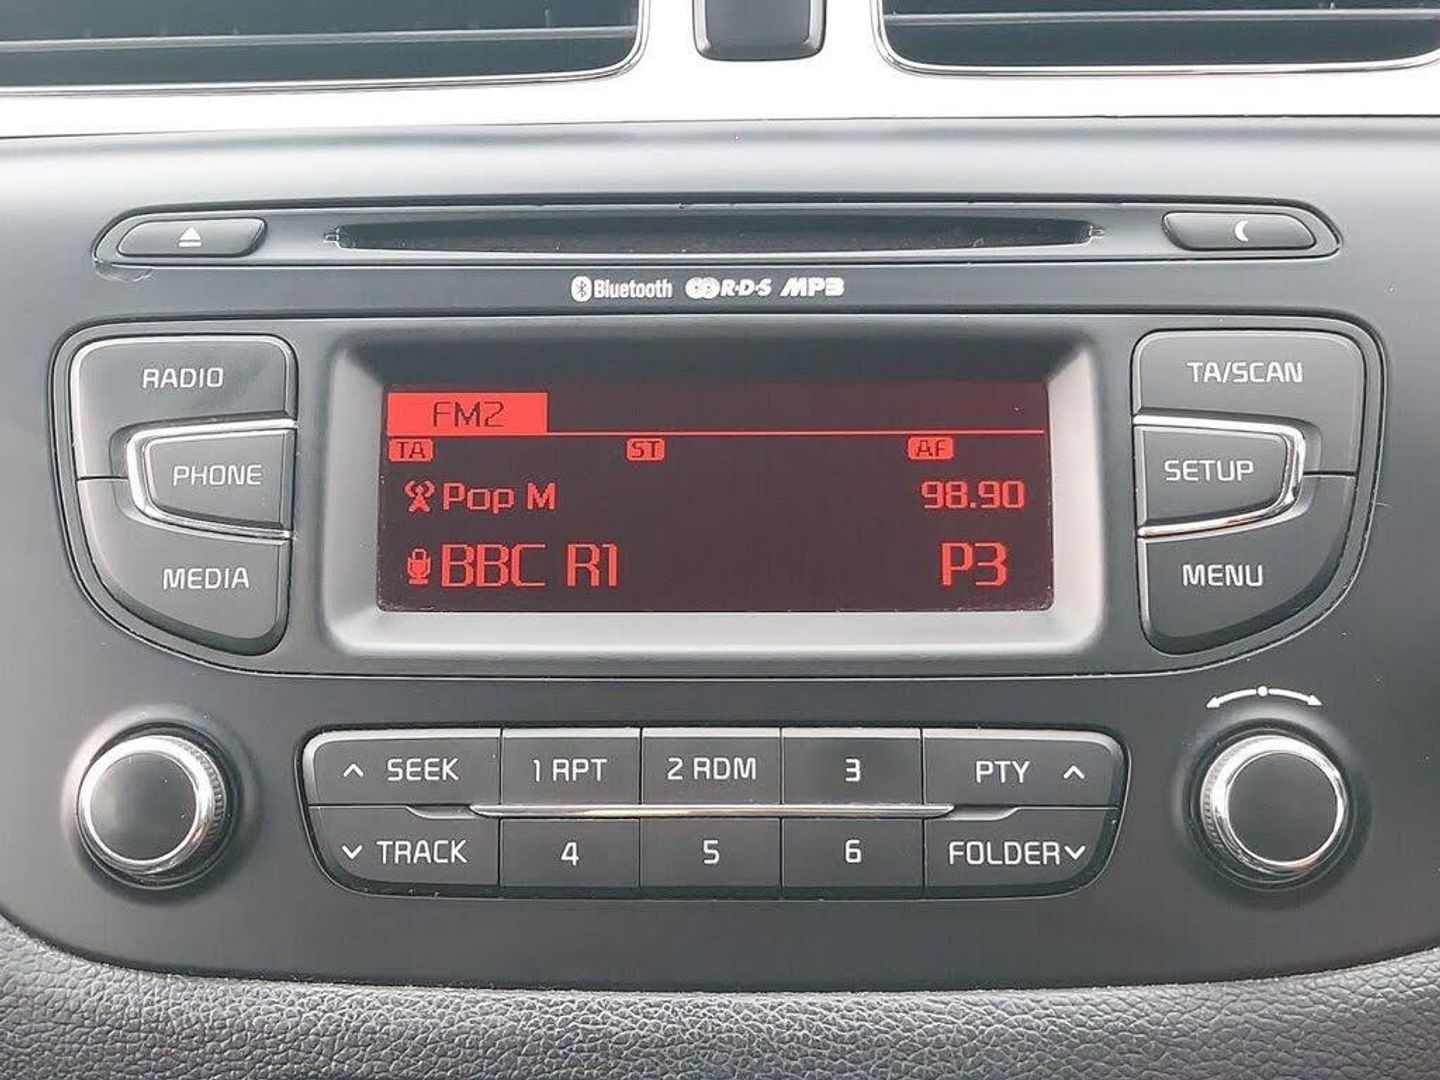 Bluetooth R·D·S MP3
RADIO
PHONE
MEDIA
FM2
TA ST AF
Pop M 98.90
BBC R1 P3
TA/SCAN
SETUP
MENU
SEEK 1 RPT 2 RDM 3 PTY
TRACK 4 5 6 FOLDER